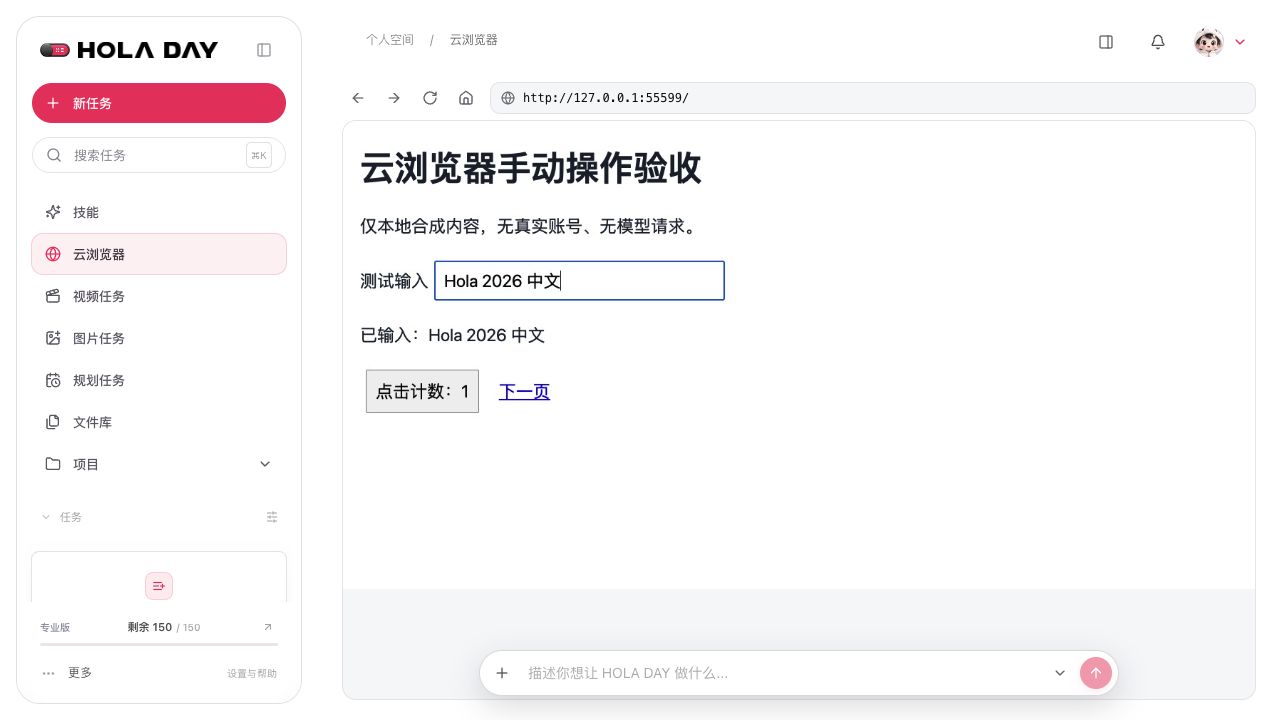 HOLA DAY
新任务
搜索任务 ⌘K
技能
云浏览器
视频任务
图片任务
规划任务
文件库
项目
任务
专业版 剩余 150 / 150
更多 设置与帮助
个人空间 / 云浏览器
http://127.0.0.1:55599/
云浏览器手动操作验收
仅本地合成内容，无真实账号、无模型请求。
测试输入 Hola 2026 中文
已输入：Hola 2026 中文
点击计数：1 下一页
描述你想让 HOLA DAY 做什么...